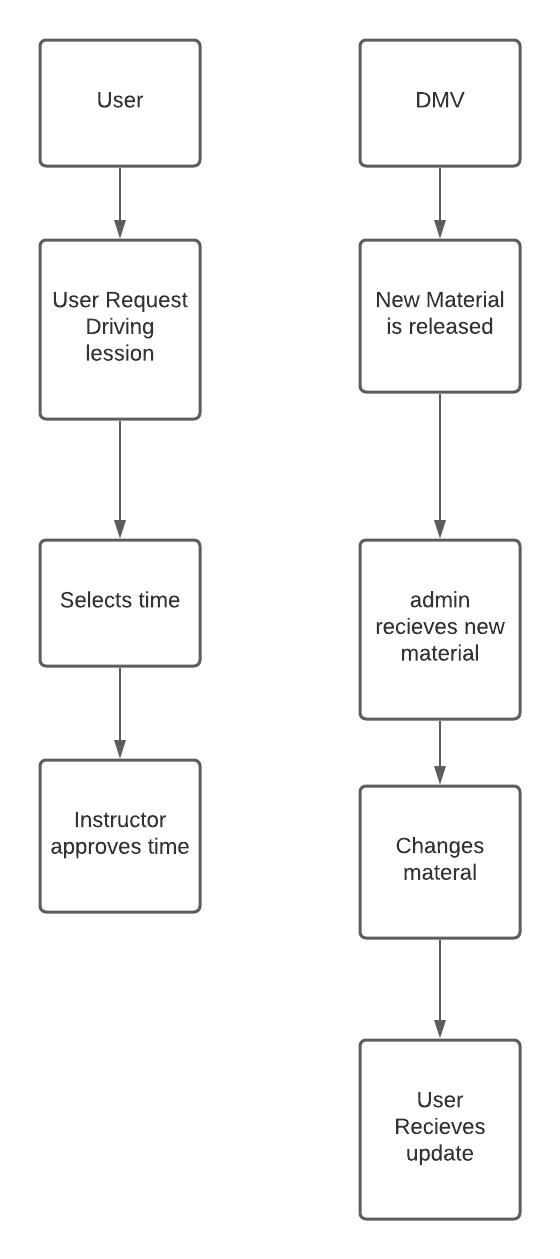 User
User Request
Driving
lession
Selects time
Instructor
approves time
DMV
New Material
is released
admin
recieves new
material
Changes
materal
User
Recieves
update